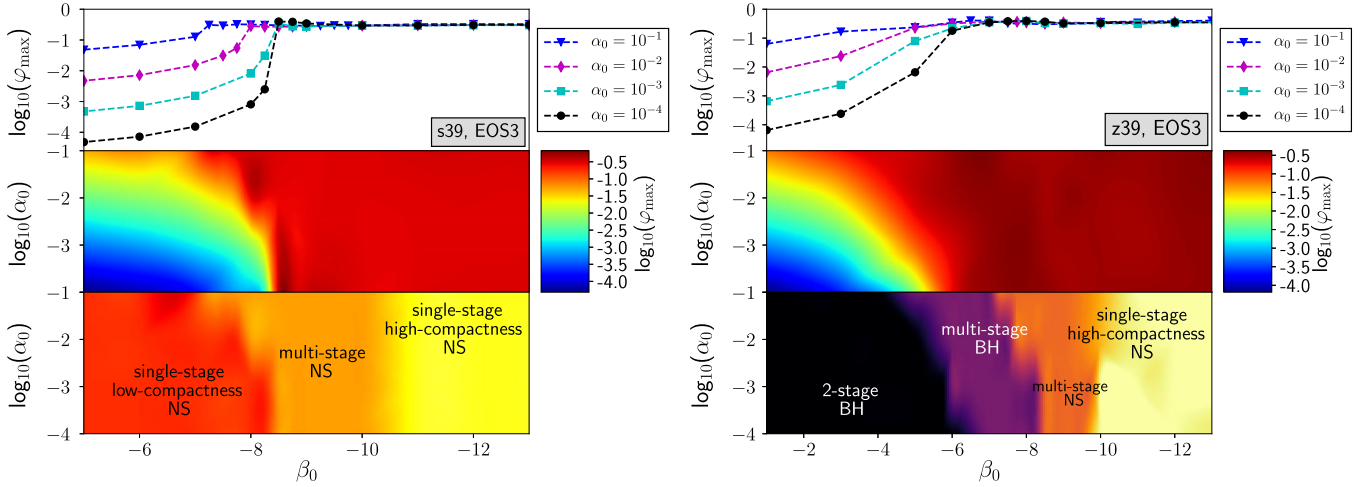 0
−1
−2
−3
−4
log₁₀(φmax)
s39, EOS3
α₀ = 10⁻¹
α₀ = 10⁻²
α₀ = 10⁻³
α₀ = 10⁻⁴
−1
−2
−3
log₁₀(α₀)
-0.5
-1.0
-1.5
-2.0
-2.5
-3.0
-3.5
-4.0
log₁₀(φmax)
−1
−2
−3
−4
log₁₀(α₀)
single-stage
low-compactness
NS
multi-stage
NS
single-stage
high-compactness
NS
−6
−8
−10
−12
β₀
0
−1
−2
−3
−4
log₁₀(φmax)
z39, EOS3
α₀ = 10⁻¹
α₀ = 10⁻²
α₀ = 10⁻³
α₀ = 10⁻⁴
−1
−2
−3
log₁₀(α₀)
-0.5
-1.0
-1.5
-2.0
-2.5
-3.0
-3.5
-4.0
log₁₀(φmax)
−1
−2
−3
−4
log₁₀(α₀)
2-stage
BH
multi-stage
BH
multi-stage
NS
single-stage
high-compactness
NS
−2
−4
−6
−8
−10
−12
β₀